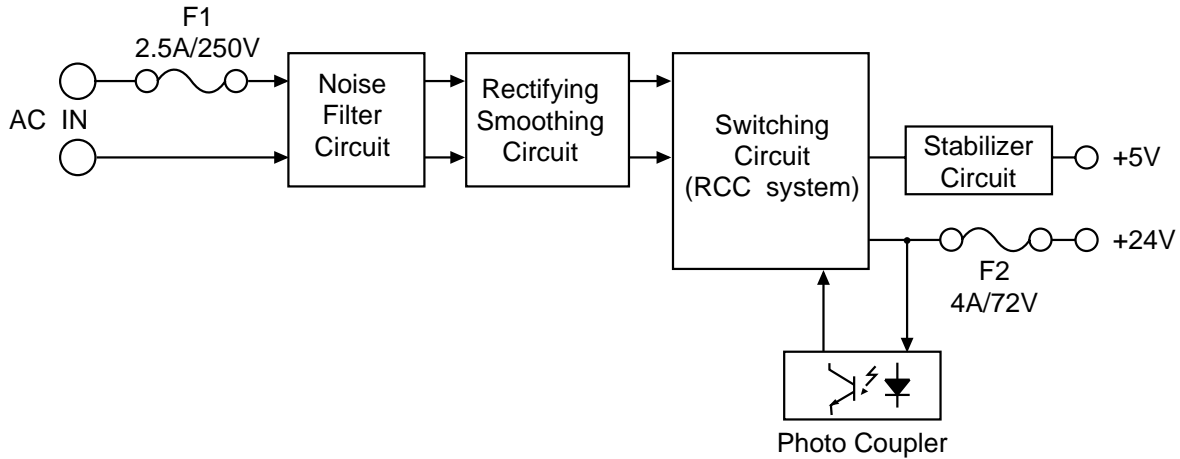 F1
2.5A/250V
AC IN
Noise
Filter
Circuit
Rectifying
Smoothing
Circuit
Switching
Circuit
(RCC system)
Stabilizer
Circuit
+5V
+24V
F2
4A/72V
Photo Coupler